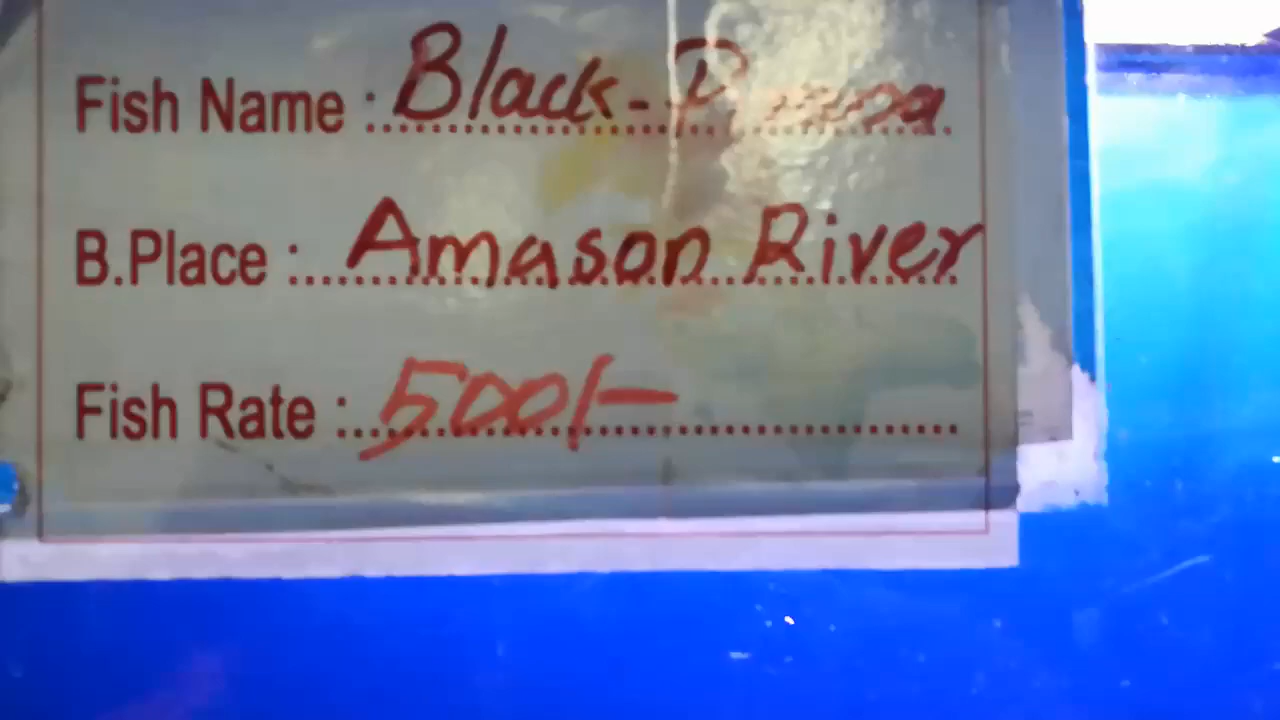 Fish Name : Black-
B.Place : Amason River
Fish Rate : 500/-